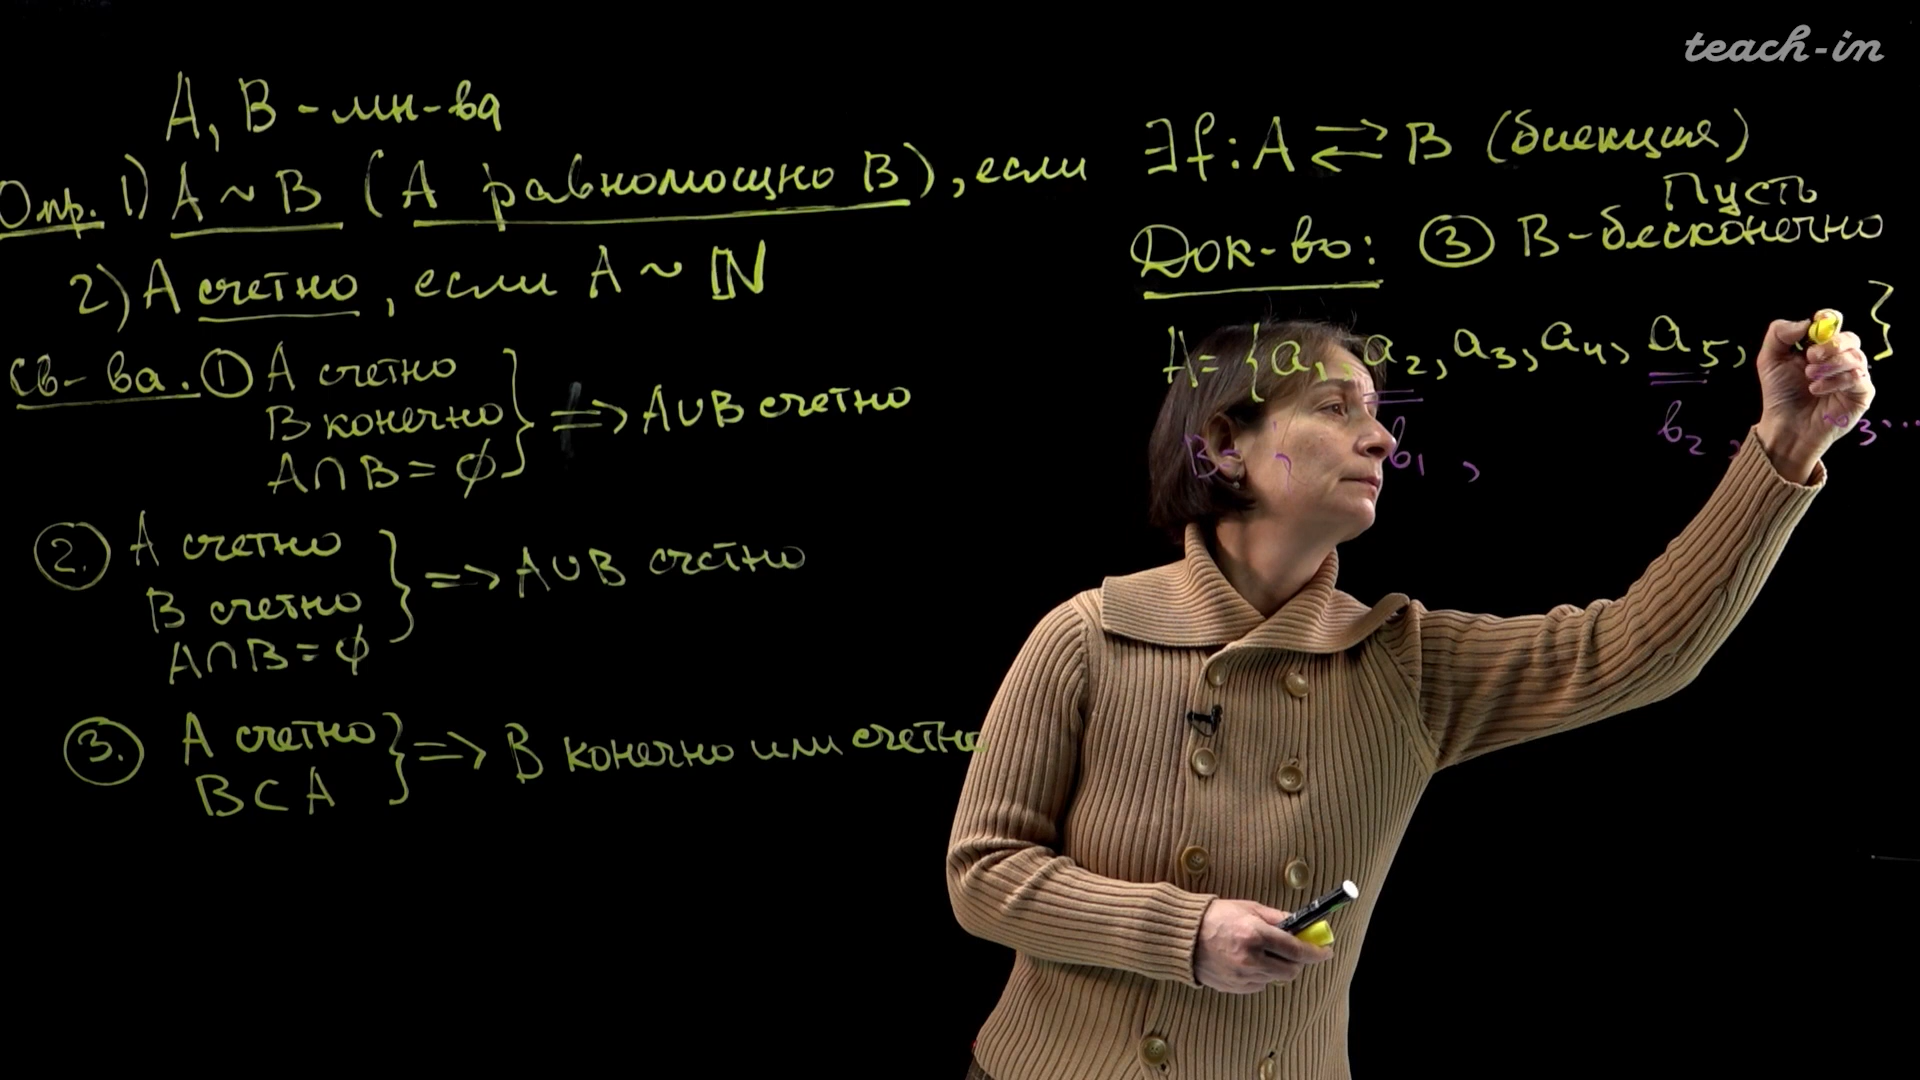 teach-in
A, B - мн-ва
Опр. 1) A ~ B (A равномощно B), если ∃f: A ⇄ B (биекция)
2) A счетно, если A ~ ℕ
Св-ва. ① A счетно
B конечно
A∩B = ∅
=> A∪B счетно
②. A счетно
B счетно
A∩B = ∅
=> A∪B счетно
③. A счетно
B ⊂ A
=> B конечно или счетно
Док-во: ③ Пусть
B - бесконечно
A = {a₁, a₂, a₃, a₄, a₅, }
B= { b₁, b₂, ₃...